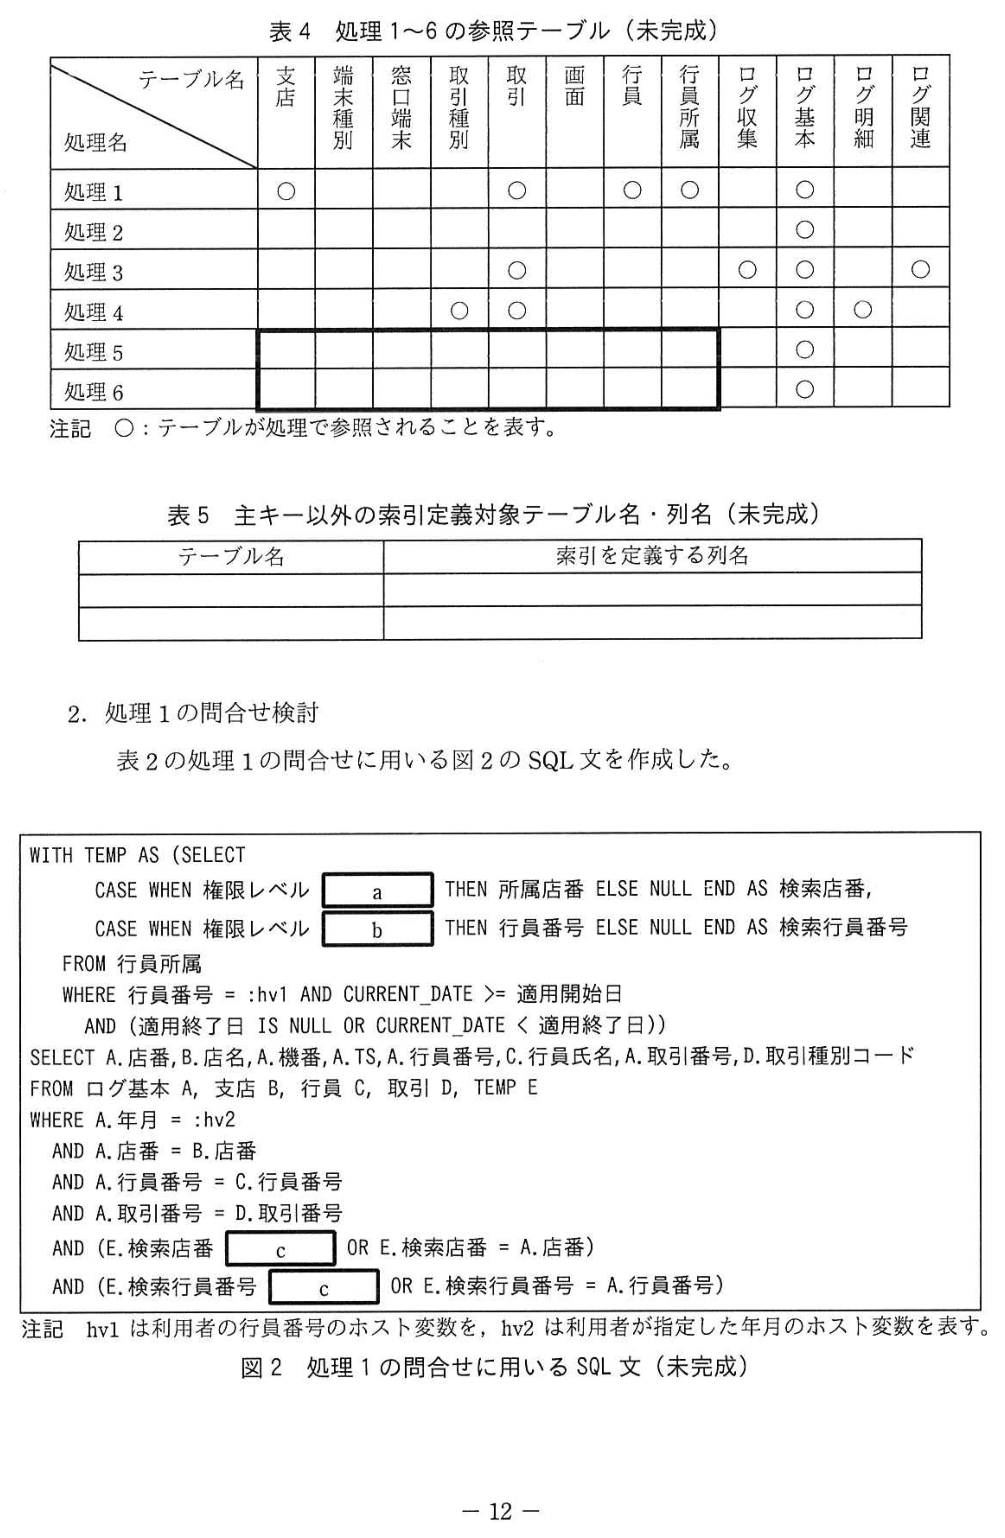 表4 処理1～6の参照テーブル（未完成）
テーブル名 処理名 支店 端末種別 窓口端末 取引種別 取引 画面 行員 行員所属 ログ収集 ログ基本 ログ明細 ログ関連
処理1 ○ ○ ○ ○ ○
処理2 ○
処理3 ○ ○ ○ ○
処理4 ○ ○ ○ ○
処理5 ○
処理6 ○
注記 ○：テーブルが処理で参照されることを表す。
表5 主キー以外の索引定義対象テーブル名・列名（未完成）
テーブル名 索引を定義する列名
2．処理1の問合せ検討
表2の処理1の問合せに用いる図2のSQL文を作成した。
WITH TEMP AS (SELECT
CASE WHEN 権限レベル a THEN 所属店番 ELSE NULL END AS 検索店番,
CASE WHEN 権限レベル b THEN 行員番号 ELSE NULL END AS 検索行員番号
FROM 行員所属
WHERE 行員番号 = :hv1 AND CURRENT_DATE >= 適用開始日
AND (適用終了日 IS NULL OR CURRENT_DATE < 適用終了日))
SELECT A.店番,B.店名,A.機番,A.TS,A.行員番号,C.行員氏名,A.取引番号,D.取引種別コード
FROM ログ基本 A, 支店 B, 行員 C, 取引 D, TEMP E
WHERE A.年月 = :hv2
AND A.店番 = B.店番
AND A.行員番号 = C.行員番号
AND A.取引番号 = D.取引番号
AND (E.検索店番 c OR E.検索店番 = A.店番)
AND (E.検索行員番号 c OR E.検索行員番号 = A.行員番号)
注記 hv1は利用者の行員番号のホスト変数を，hv2は利用者が指定した年月のホスト変数を表す。
図2 処理1の問合せに用いるSQL文（未完成）
－ 12 －